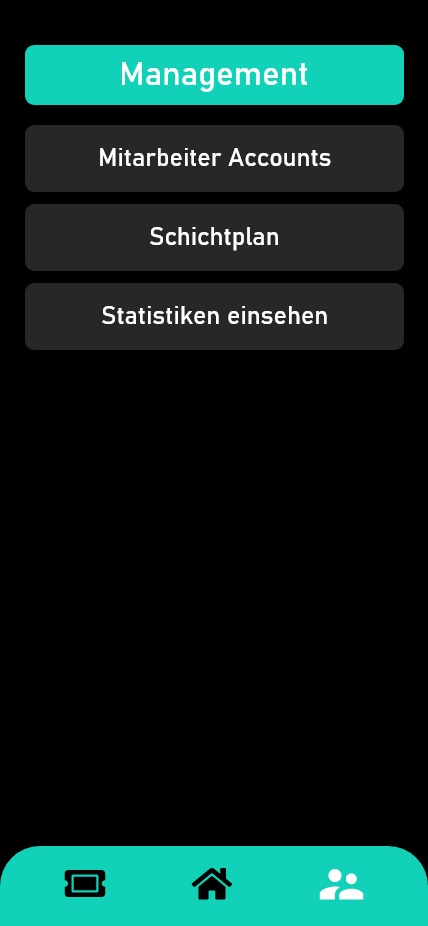 Management
Mitarbeiter Accounts
Schichtplan
Statistiken einsehen